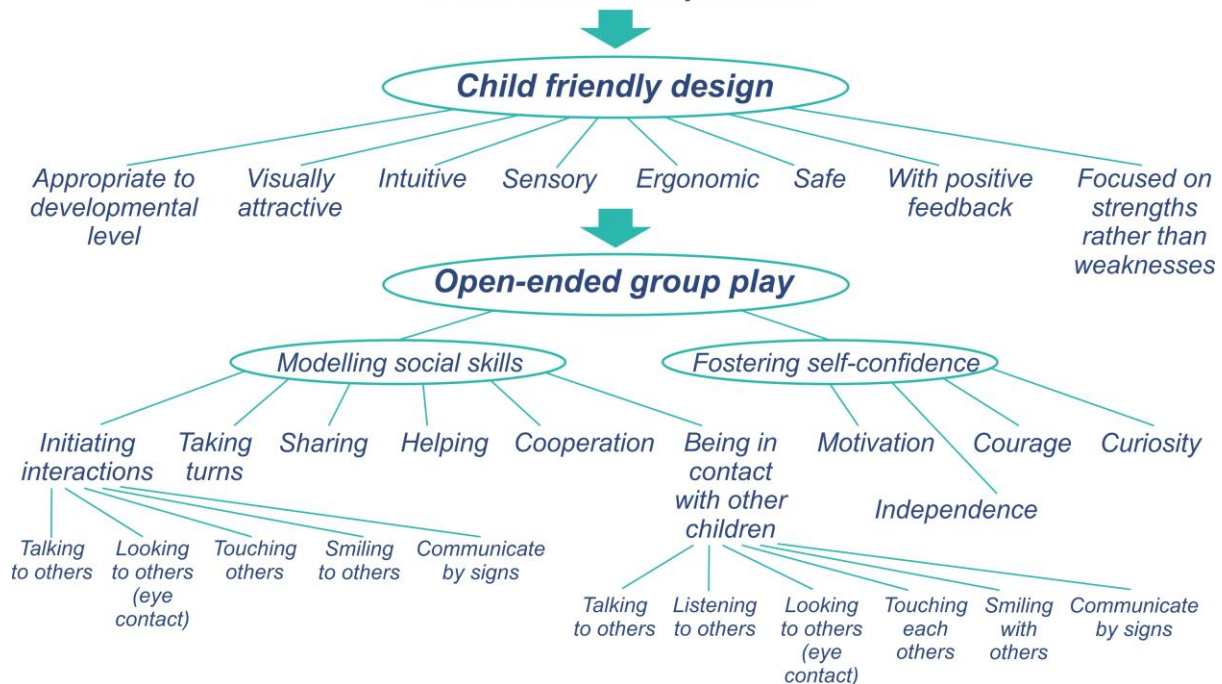 Child friendly design
Appropriate to
developmental
level
Visually
attractive
Intuitive
Sensory
Ergonomic
Safe
With positive
feedback
Focused on
strengths
rather than
weaknesses
Open-ended group play
Modelling social skills
Fostering self-confidence
Initiating
interactions
Taking
turns
Sharing
Helping
Cooperation
Being in
contact
with other
children
Motivation
Independence
Courage
Curiosity
Talking
to others
Looking
to others
(eye
contact)
Touching
others
Smiling
to others
Communicate
by signs
Talking
to others
Listening
to others
Looking
to others
(eye
contact)
Touching
each
others
Smiling
with
others
Communicate
by signs